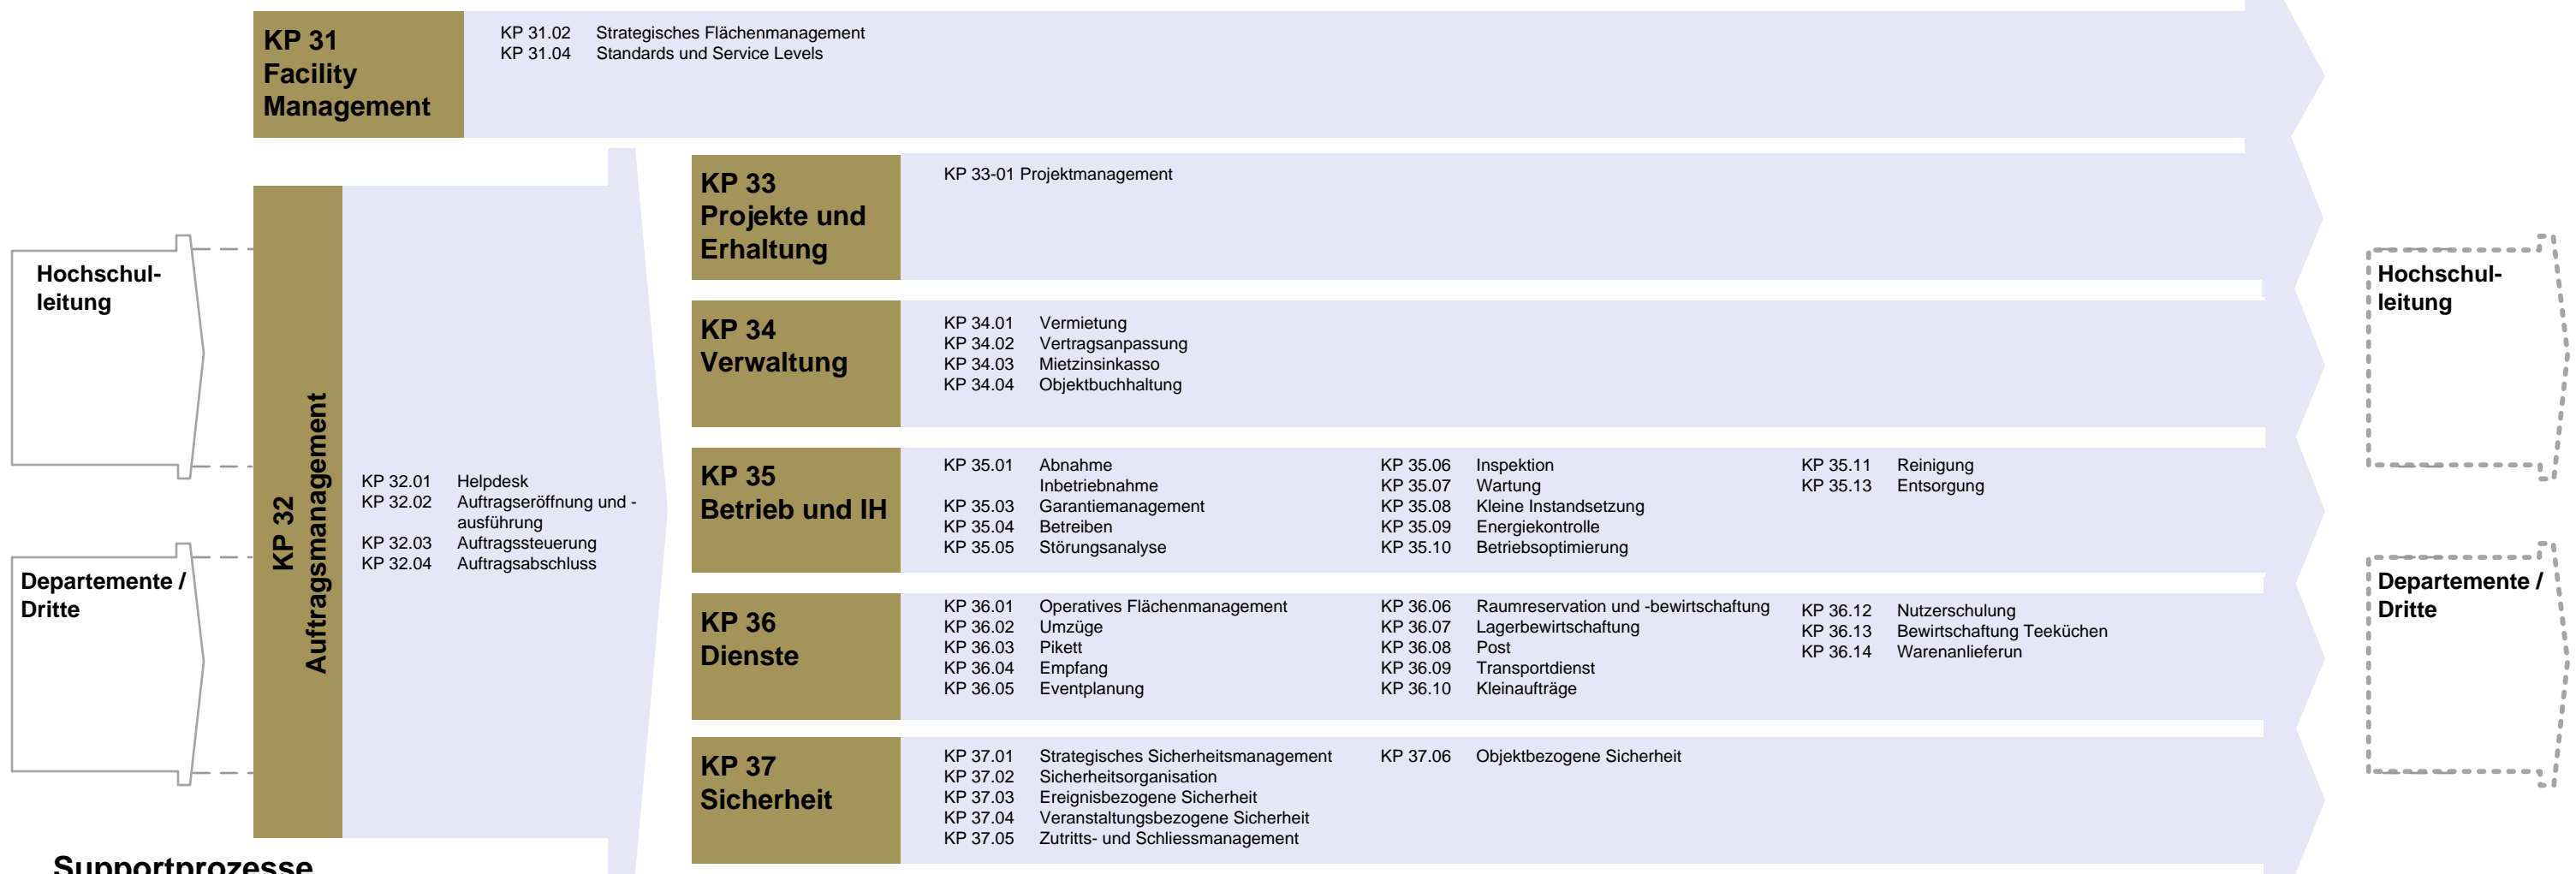 KP 31
Facility
Management
KP 31.02 Strategisches Flächenmanagement
KP 31.04 Standards und Service Levels
Hochschul-
leitung
Departemente /
Dritte
KP 32
Auftragsmanagement
KP 32.01 Helpdesk
KP 32.02 Auftragseröffnung und -
ausführung
KP 32.03 Auftragssteuerung
KP 32.04 Auftragsabschluss
KP 33
Projekte und
Erhaltung
KP 33-01 Projektmanagement
KP 34
Verwaltung
KP 34.01 Vermietung
KP 34.02 Vertragsanpassung
KP 34.03 Mietzinsinkasso
KP 34.04 Objektbuchhaltung
KP 35
Betrieb und IH
KP 35.01 Abnahme
Inbetriebnahme
KP 35.03 Garantiemanagement
KP 35.04 Betreiben
KP 35.05 Störungsanalyse
KP 35.06 Inspektion
KP 35.07 Wartung
KP 35.08 Kleine Instandsetzung
KP 35.09 Energiekontrolle
KP 35.10 Betriebsoptimierung
KP 35.11 Reinigung
KP 35.13 Entsorgung
KP 36
Dienste
KP 36.01 Operatives Flächenmanagement
KP 36.02 Umzüge
KP 36.03 Pikett
KP 36.04 Empfang
KP 36.05 Eventplanung
KP 36.06 Raumreservation und -bewirtschaftung
KP 36.07 Lagerbewirtschaftung
KP 36.08 Post
KP 36.09 Transportdienst
KP 36.10 Kleinaufträge
KP 36.12 Nutzerschulung
KP 36.13 Bewirtschaftung Teeküchen
KP 36.14 Warenanlieferun
KP 37
Sicherheit
KP 37.01 Strategisches Sicherheitsmanagement
KP 37.02 Sicherheitsorganisation
KP 37.03 Ereignisbezogene Sicherheit
KP 37.04 Veranstaltungsbezogene Sicherheit
KP 37.05 Zutritts- und Schliessmanagement
KP 37.06 Objektbezogene Sicherheit
Hochschul-
leitung
Departemente /
Dritte
Supportprozesse